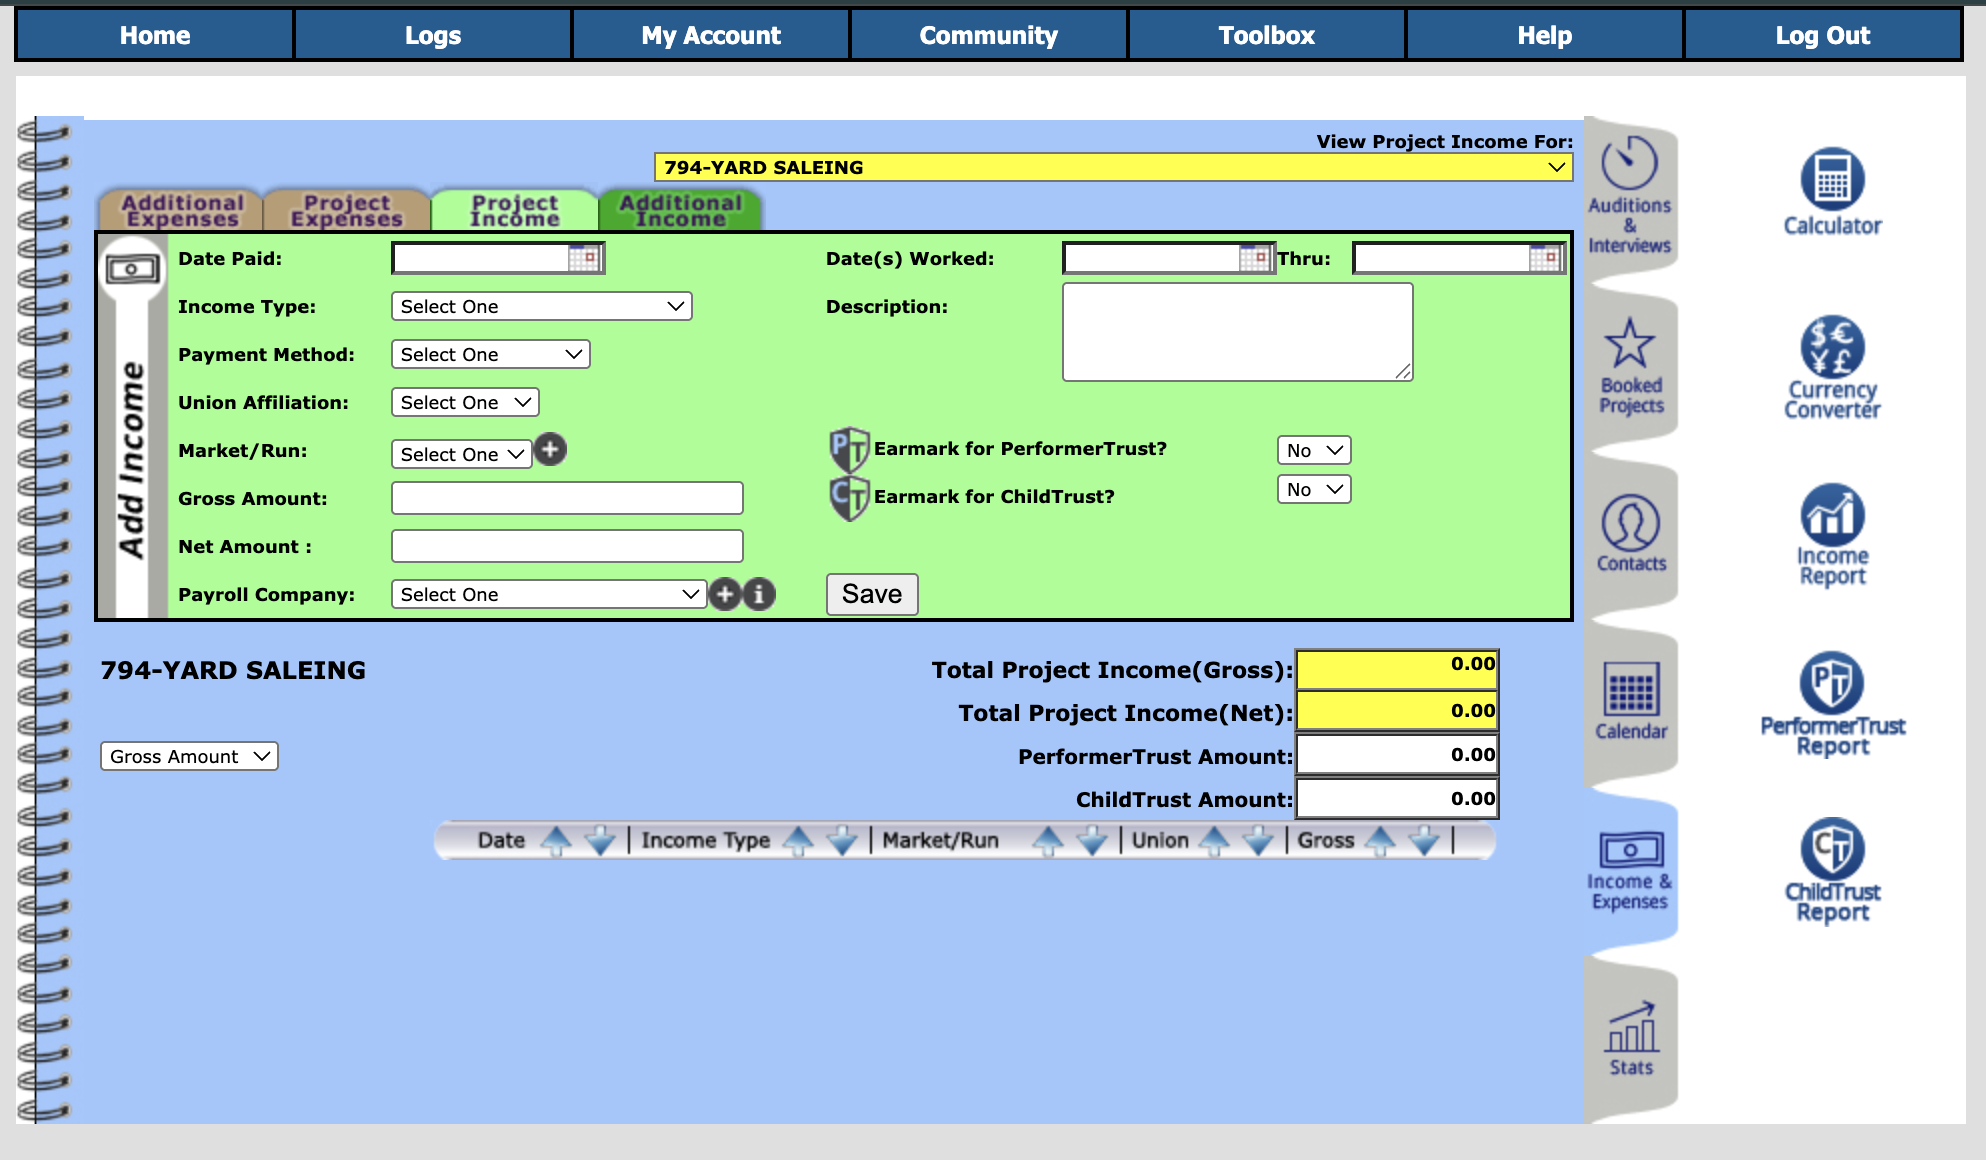 Home
Logs
My Account
Community
Toolbox
Help
Log Out
View Project Income For:
794-YARD SALEING
Additional
Expenses
Project
Expenses
Project
Income
Additional
Income
Add Income
Date Paid:
Date(s) Worked:
Thru:
Income Type:
Select One
Description:
Payment Method:
Select One
Union Affiliation:
Select One
Market/Run:
Select One
PT
Earmark for PerformerTrust?
No
Gross Amount:
CT
Earmark for ChildTrust?
No
Net Amount :
Payroll Company:
Select One
Save
794-YARD SALEING
Total Project Income(Gross):
0.00
Total Project Income(Net):
0.00
Gross Amount
PerformerTrust Amount:
0.00
ChildTrust Amount:
0.00
Date
Income Type
Market/Run
Union
Gross
Auditions
&
Interviews
Booked
Projects
Contacts
Calendar
Income &
Expenses
Stats
Calculator
$€
¥£
Currency
Converter
Income
Report
PT
PerformerTrust
Report
CT
ChildTrust
Report